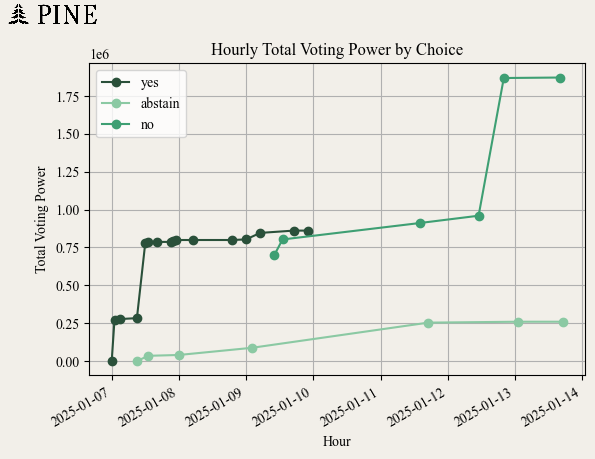 PINE
Hourly Total Voting Power by Choice
1e6
yes
abstain
no
1.75
1.50
1.25
1.00
0.75
0.50
0.25
0.00
Total Voting Power
2025-01-07
2025-01-08
2025-01-09
2025-01-10
2025-01-11
2025-01-12
2025-01-13
2025-01-14
Hour